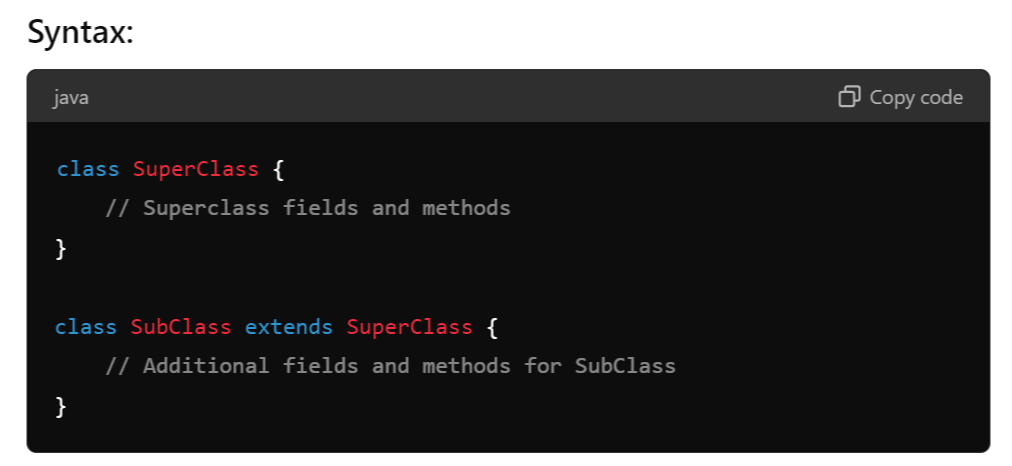 Syntax:
java Copy code
class SuperClass {
    // Superclass fields and methods
}
class SubClass extends SuperClass {
    // Additional fields and methods for SubClass
}